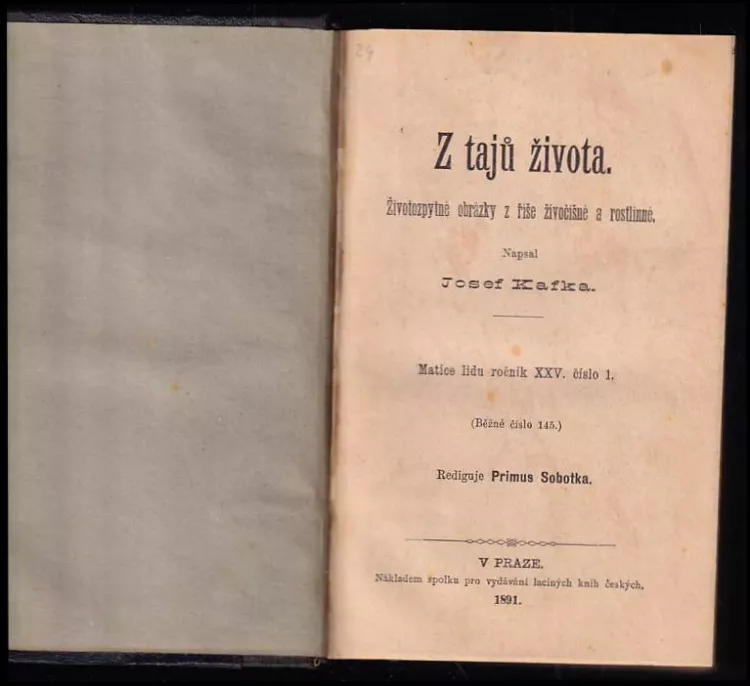 24
Z tajů života.
Životozpytné obrázky z říše živočišné a rostlinné.
Napsal
Josef Kafka.
Matice lidu ročník XXV. číslo 1.
(Běžné číslo 145.)
Rediguje Primus Sobotka.
V PRAZE.
Nákladem spolku pro vydávání laciných knih českých.
1891.